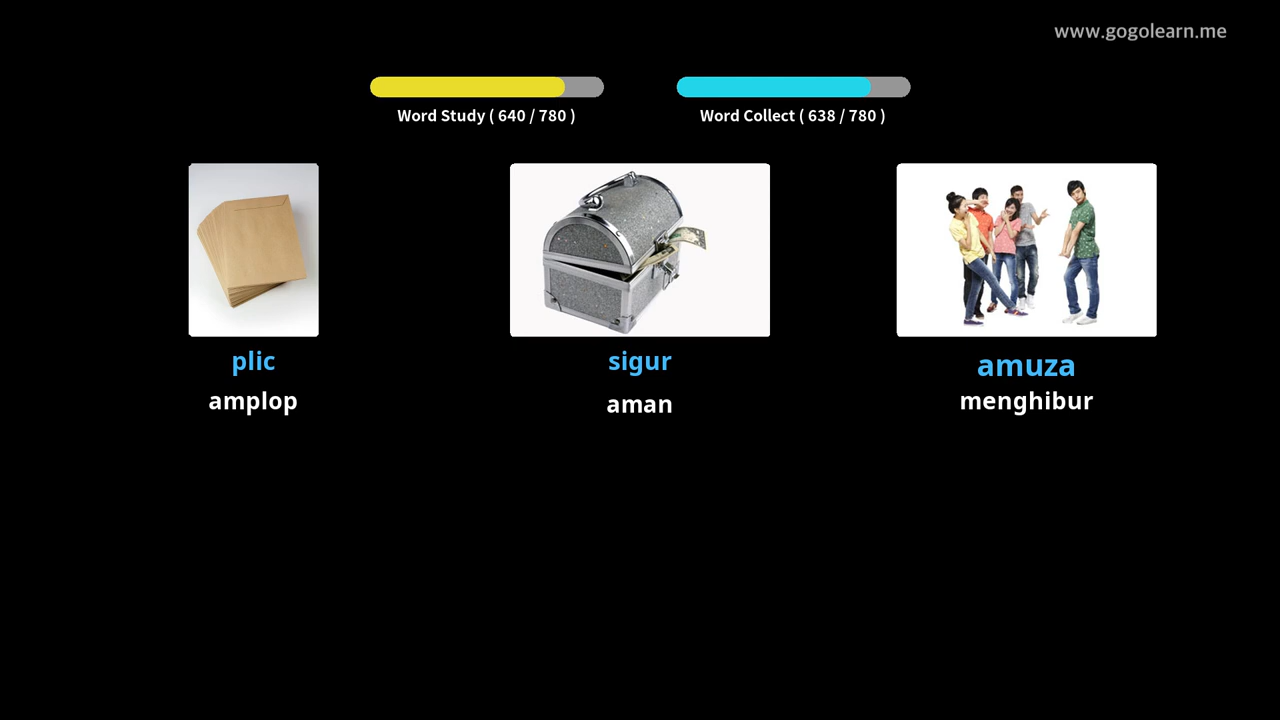 www.gogolearn.me
Word Study ( 640 / 780 )
Word Collect ( 638 / 780 )
plic
amplop
sigur
aman
amuza
menghibur